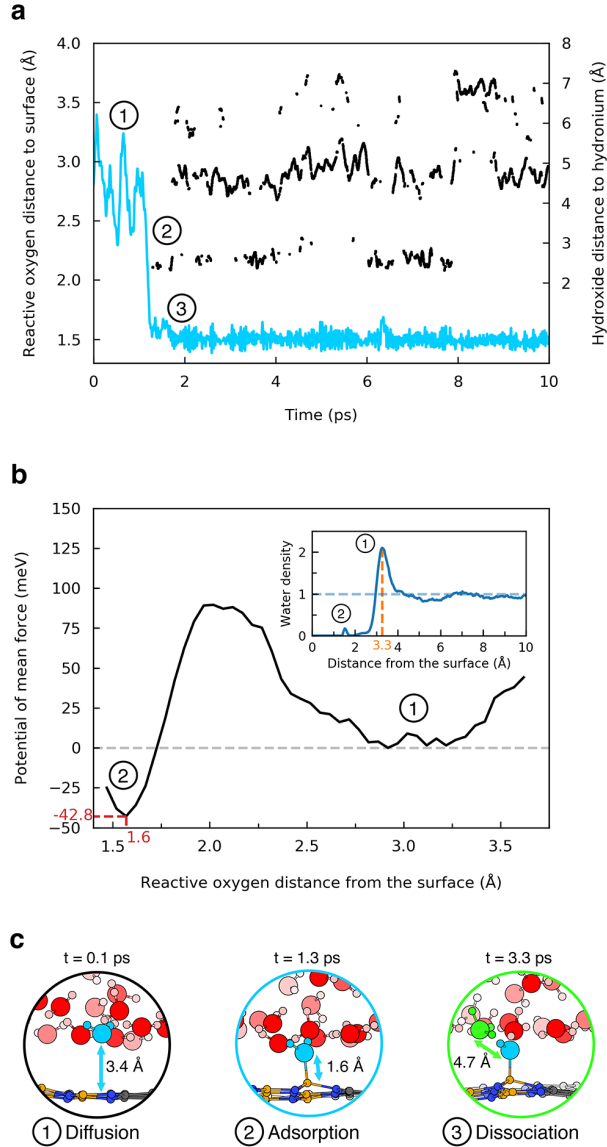 a
4.0
3.5
3.0
2.5
2.0
1.5
8
7
6
5
4
3
2
Reactive oxygen distance to surface (Å)
Hydroxide distance to hydronium (Å)
1
2
3
0 2 4 6 8 10
Time (ps)
b
150
125
100
75
50
25
0
−25
−50
-42.8
1.6
Potential of mean force (meV)
1
2
2
1
0
Water density
1
2
0 2 4 6 8 10
3.3
Distance from the surface (Å)
1.5 2.0 2.5 3.0 3.5
Reactive oxygen distance from the surface (Å)
c
t = 0.1 ps t = 1.3 ps t = 3.3 ps
3.4 Å 1.6 Å 4.7 Å
1 Diffusion 2 Adsorption 3 Dissociation